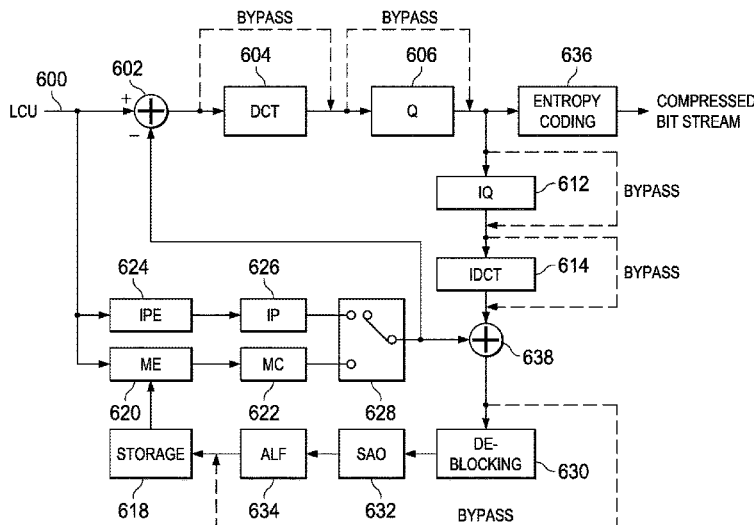 BYPASS
BYPASS
600
602
604
606
636
LCU
+
−
DCT
Q
ENTROPY
CODING
COMPRESSED
BIT STREAM
IQ
612
BYPASS
IDCT
614
BYPASS
624
626
IPE
IP
638
ME
MC
620
622
628
STORAGE
ALF
SAO
DE-
BLOCKING
630
618
634
632
BYPASS